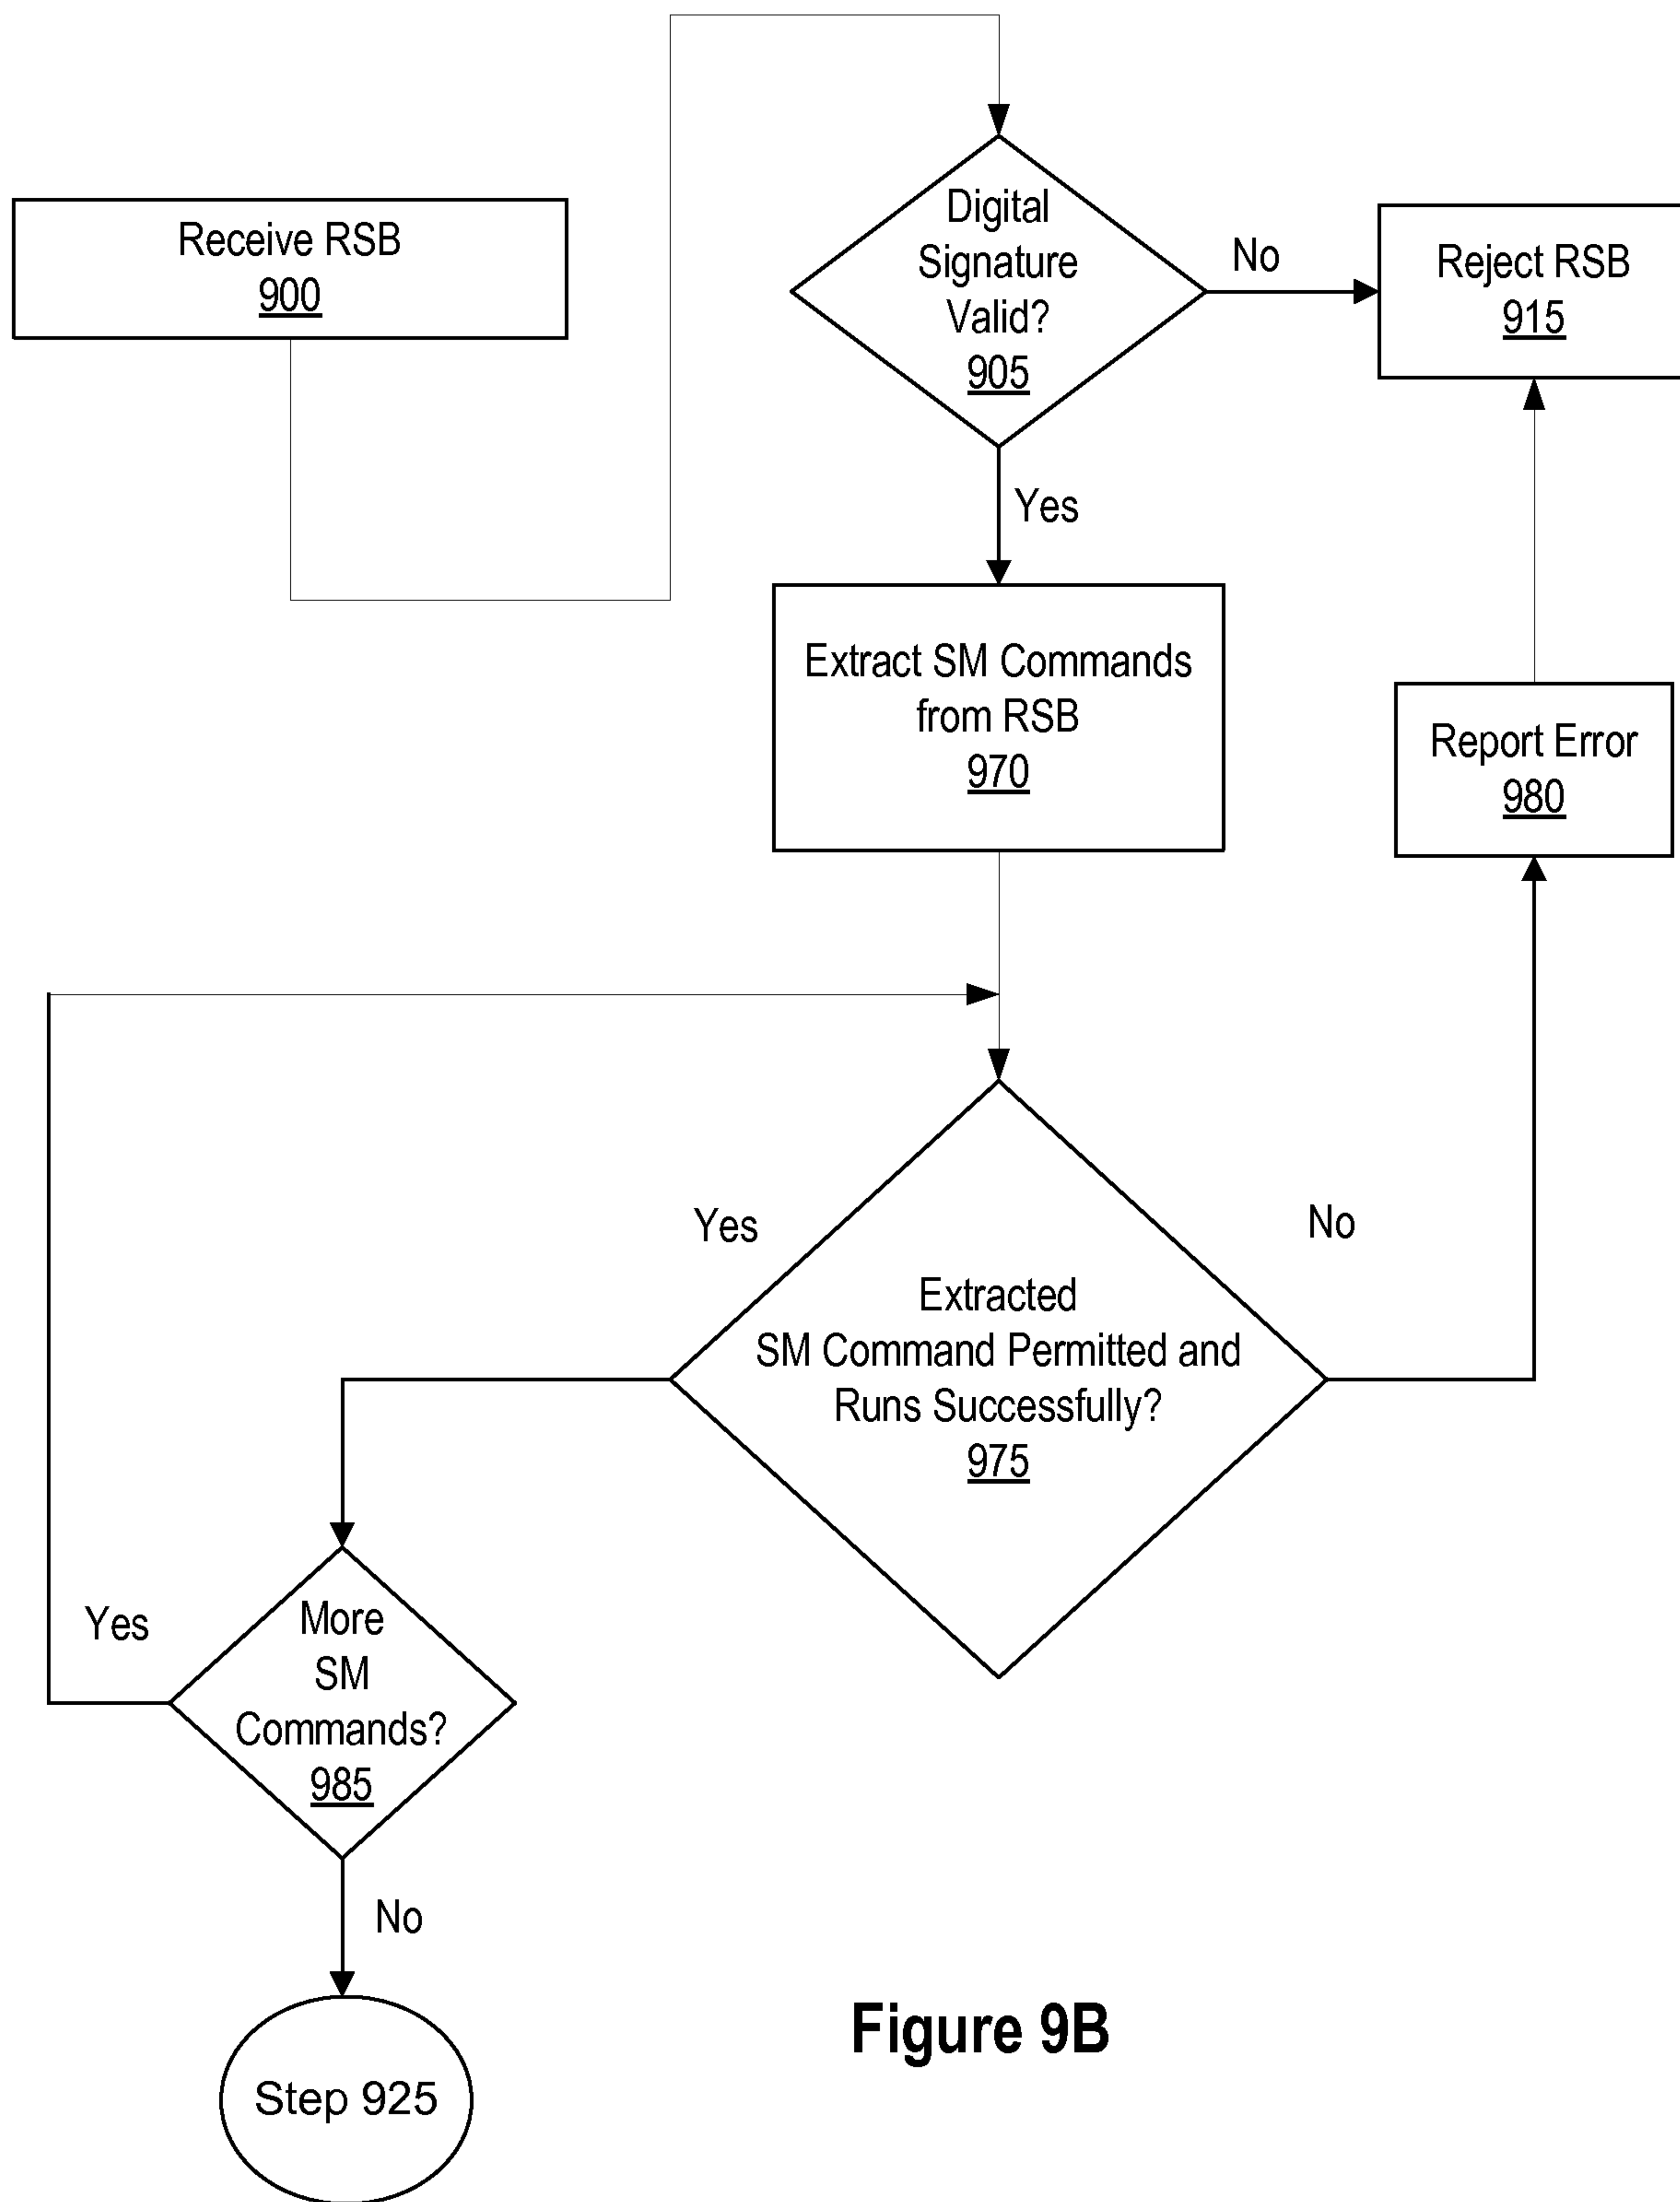 Receive RSB
900
Digital
Signature
Valid?
905
No
Reject RSB
915
Yes
Extract SM Commands
from RSB
970
Report Error
980
Yes
No
Extracted
SM Command Permitted and
Runs Successfully?
975
Yes
More
SM
Commands?
985
No
Step 925
Figure 9B